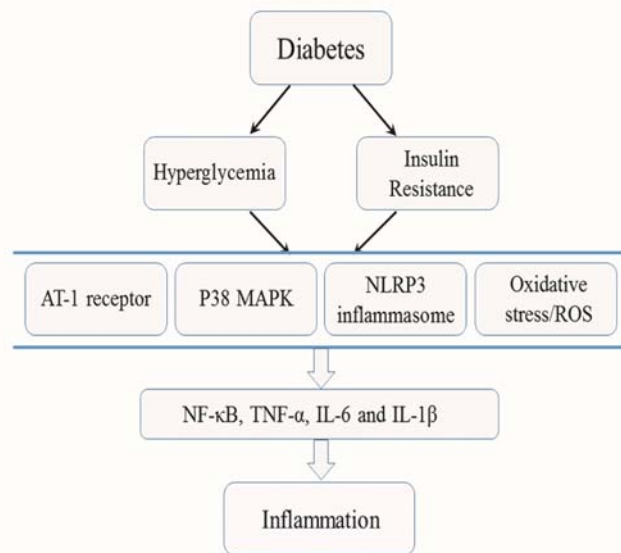 Diabetes
Hyperglycemia
Insulin
Resistance
AT-1 receptor
P38 MAPK
NLRP3
inflammasome
Oxidative
stress/ROS
NF-κB, TNF-α, IL-6 and IL-1β
Inflammation